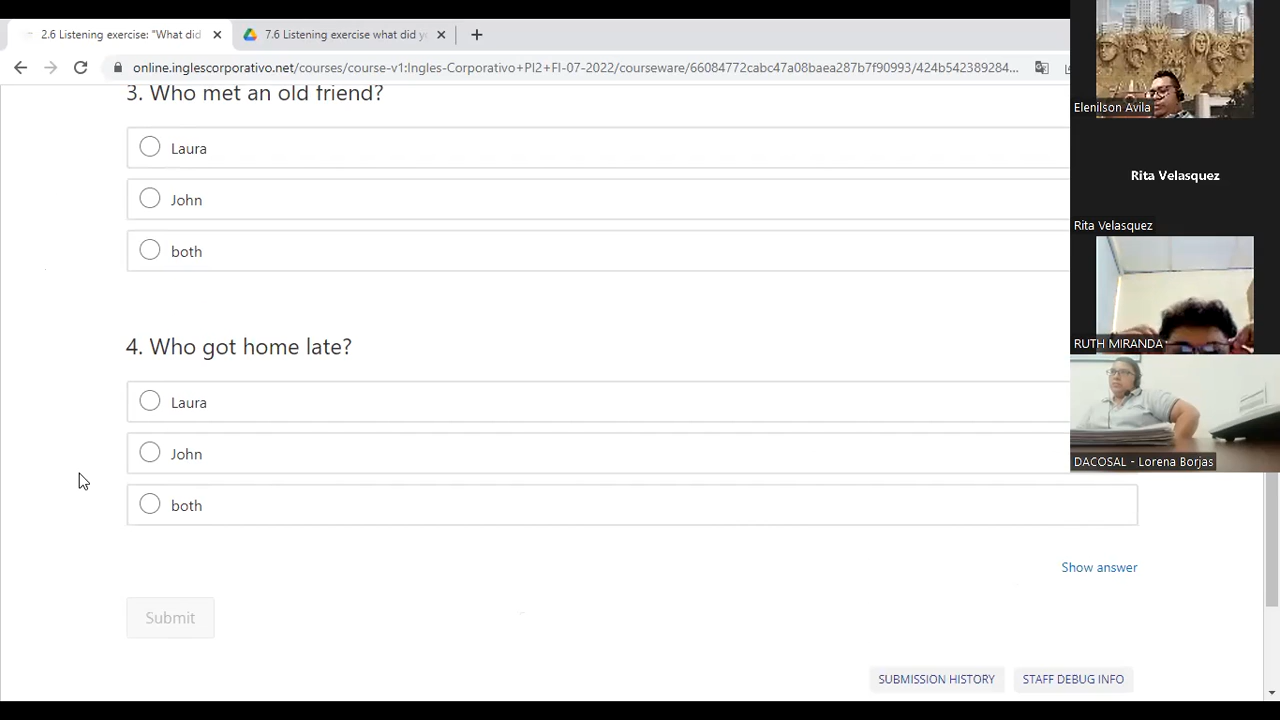 2.6 Listening exercise: "What did
7.6 Listening exercise what did y
online.inglescorporativo.net/courses/course-v1:Ingles-Corporativo+PI2+FI-07-2022/courseware/66084772cabc47a08baea287b7f90993/424b542389284...
3. Who met an old friend?
Laura
John
both
4. Who got home late?
Laura
John
both
Show answer
Submit
SUBMISSION HISTORY
STAFF DEBUG INFO
Elenilson Avila
Rita Velasquez
Rita Velasquez
RUTH MIRANDA
DACOSAL - Lorena Borjas